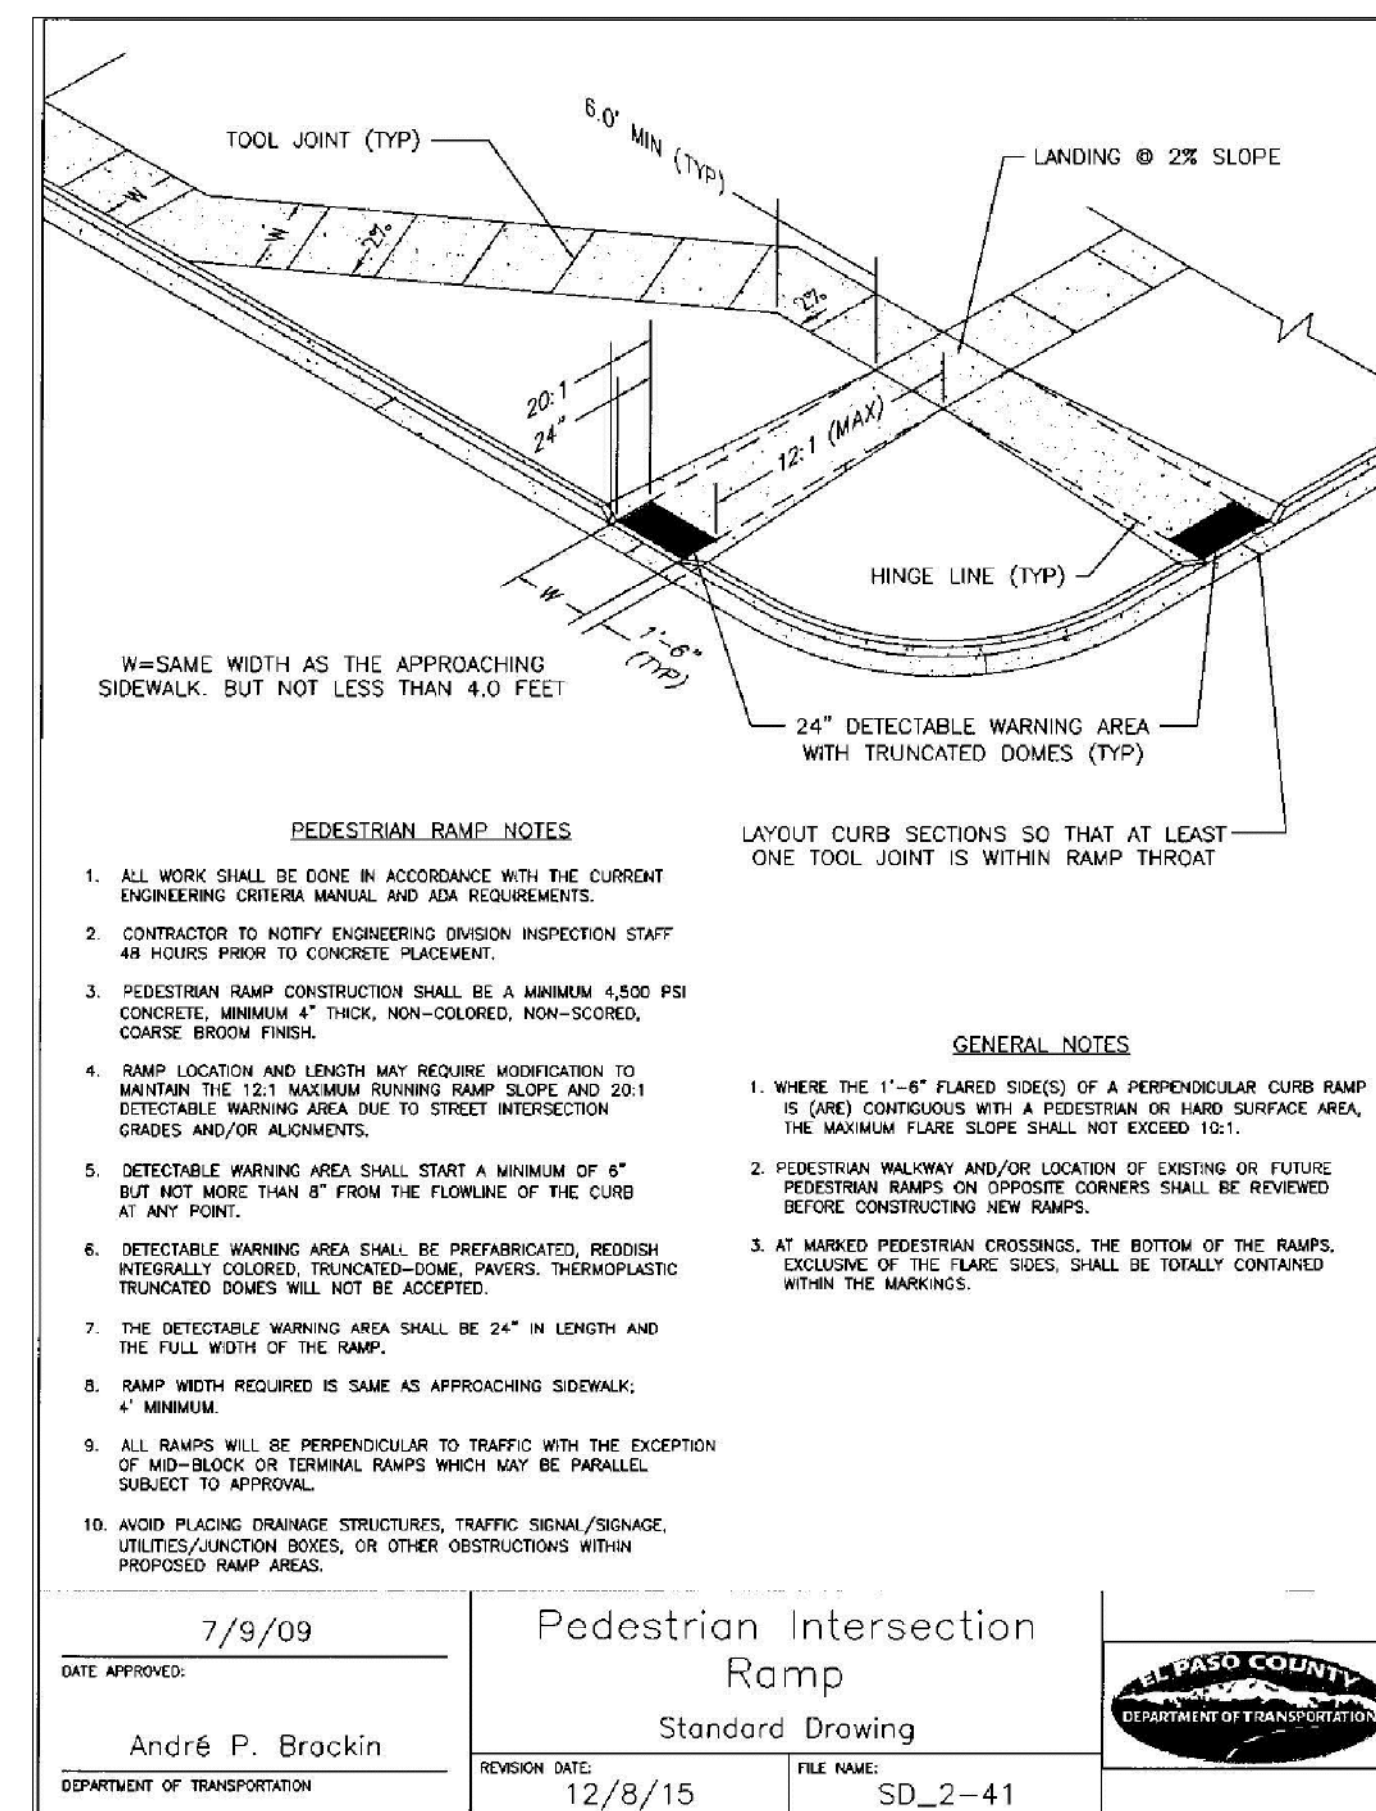 TOOL JOINT (TYP)
6.0' MIN (TYP)
LANDING @ 2% SLOPE
W
W
2%
2%
20:1
24"
12:1 (MAX)
HINGE LINE (TYP)
W
1'-6"
(TYP)
W=SAME WIDTH AS THE APPROACHING
SIDEWALK. BUT NOT LESS THAN 4.0 FEET
24" DETECTABLE WARNING AREA
WITH TRUNCATED DOMES (TYP)
LAYOUT CURB SECTIONS SO THAT AT LEAST
ONE TOOL JOINT IS WITHIN RAMP THROAT
PEDESTRIAN RAMP NOTES
1. ALL WORK SHALL BE DONE IN ACCORDANCE WITH THE CURRENT
ENGINEERING CRITERIA MANUAL AND ADA REQUIREMENTS.
2. CONTRACTOR TO NOTIFY ENGINEERING DIVISION INSPECTION STAFF
48 HOURS PRIOR TO CONCRETE PLACEMENT.
3. PEDESTRIAN RAMP CONSTRUCTION SHALL BE A MINIMUM 4,500 PSI
CONCRETE, MINIMUM 4" THICK, NON-COLORED, NON-SCORED,
COARSE BROOM FINISH.
4. RAMP LOCATION AND LENGTH MAY REQUIRE MODIFICATION TO
MAINTAIN THE 12:1 MAXIMUM RUNNING RAMP SLOPE AND 20:1
DETECTABLE WARNING AREA DUE TO STREET INTERSECTION
GRADES AND/OR ALIGNMENTS.
5. DETECTABLE WARNING AREA SHALL START A MINIMUM OF 6"
BUT NOT MORE THAN 8" FROM THE FLOWLINE OF THE CURB
AT ANY POINT.
6. DETECTABLE WARNING AREA SHALL BE PREFABRICATED, REDDISH
INTEGRALLY COLORED, TRUNCATED-DOME, PAVERS. THERMOPLASTIC
TRUNCATED DOMES WILL NOT BE ACCEPTED.
7. THE DETECTABLE WARNING AREA SHALL BE 24" IN LENGTH AND
THE FULL WIDTH OF THE RAMP.
8. RAMP WIDTH REQUIRED IS SAME AS APPROACHING SIDEWALK;
4' MINIMUM.
9. ALL RAMPS WILL BE PERPENDICULAR TO TRAFFIC WITH THE EXCEPTION
OF MID-BLOCK OR TERMINAL RAMPS WHICH MAY BE PARALLEL
SUBJECT TO APPROVAL.
10. AVOID PLACING DRAINAGE STRUCTURES, TRAFFIC SIGNAL/SIGNAGE,
UTILITIES/JUNCTION BOXES, OR OTHER OBSTRUCTIONS WITHIN
PROPOSED RAMP AREAS.
GENERAL NOTES
1. WHERE THE 1'-6" FLARED SIDE(S) OF A PERPENDICULAR CURB RAMP
IS (ARE) CONTIGUOUS WITH A PEDESTRIAN OR HARD SURFACE AREA,
THE MAXIMUM FLARE SLOPE SHALL NOT EXCEED 10:1.
2. PEDESTRIAN WALKWAY AND/OR LOCATION OF EXISTING OR FUTURE
PEDESTRIAN RAMPS ON OPPOSITE CORNERS SHALL BE REVIEWED
BEFORE CONSTRUCTING NEW RAMPS.
3. AT MARKED PEDESTRIAN CROSSINGS, THE BOTTOM OF THE RAMPS,
EXCLUSIVE OF THE FLARE SIDES, SHALL BE TOTALLY CONTAINED
WITHIN THE MARKINGS.
7/9/09
DATE APPROVED:
André P. Brackin
DEPARTMENT OF TRANSPORTATION
Pedestrian Intersection
Ramp
Standard Drawing
REVISION DATE:
12/8/15
FILE NAME:
SD_2-41
EL PASO COUNTY
DEPARTMENT OF TRANSPORTATION